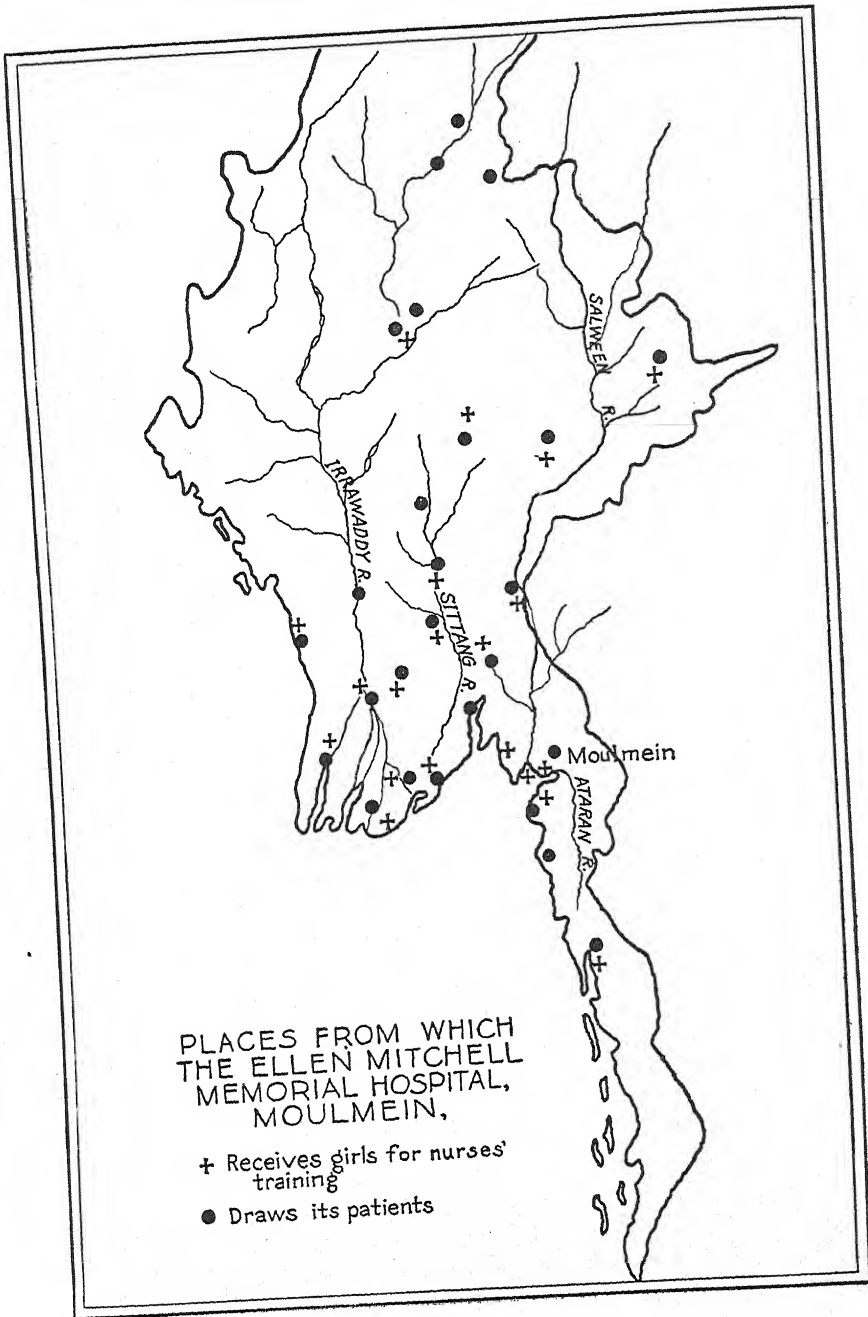 SALWEEN R.
IRRAWADDY R.
SITTANG R.
Moulmein
ATARAN R.
PLACES FROM WHICH
THE ELLEN MITCHELL
MEMORIAL HOSPITAL,
MOULMEIN,
+ Receives girls for nurses'
training
● Draws its patients